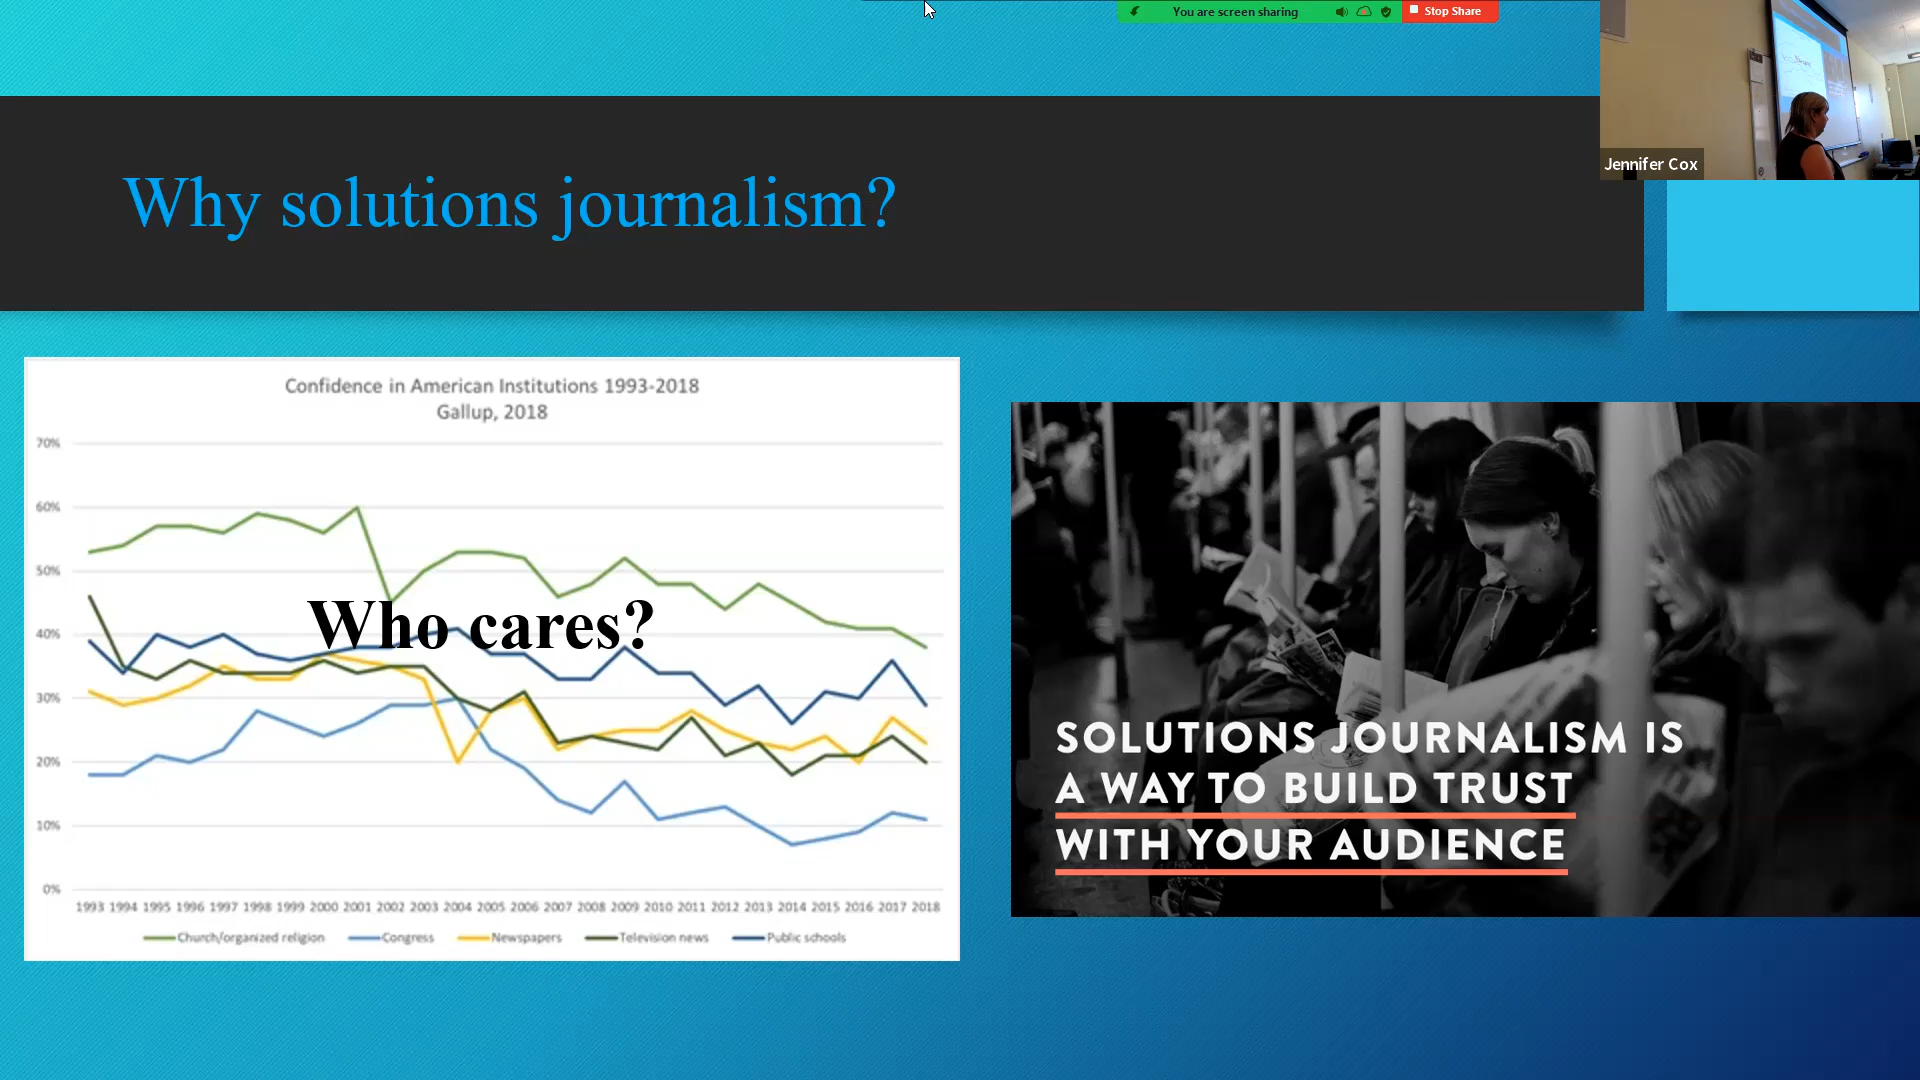 You are screen sharing
Stop Share
Jennifer Cox
Why solutions journalism?
Confidence in American Institutions 1993-2018
Gallup, 2018
70%
60%
50%
40%
30%
20%
10%
0%
Who cares?
1993 1994 1995 1996 1997 1998 1999 2000 2001 2002 2003 2004 2005 2006 2007 2008 2009 2010 2011 2012 2013 2014 2015 2016 2017 2018
Church/organized religion Congress Newspapers Television news Public schools
SOLUTIONS JOURNALISM IS
A WAY TO BUILD TRUST
WITH YOUR AUDIENCE